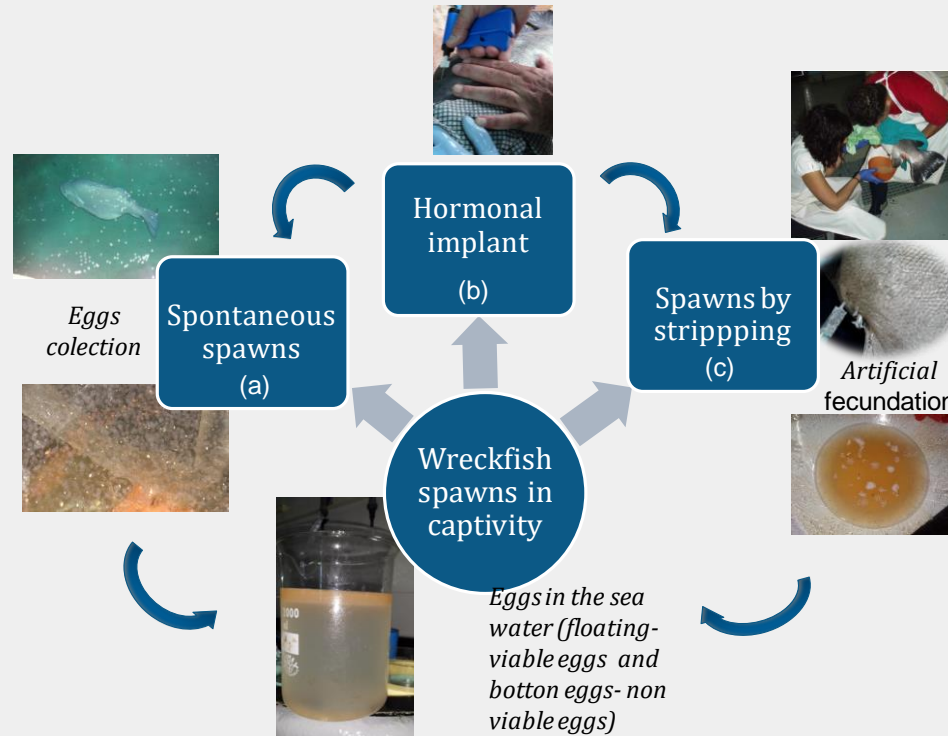 Hormonal
implant
(b)
Eggs
colection
Spontaneous
spawns
(a)
Spawns by
strippping
(c)
Artificial
fecundation
Wreckfish
spawns in
captivity
Eggs in the sea
water (floating-
viable eggs and
botton eggs- non
viable eggs)